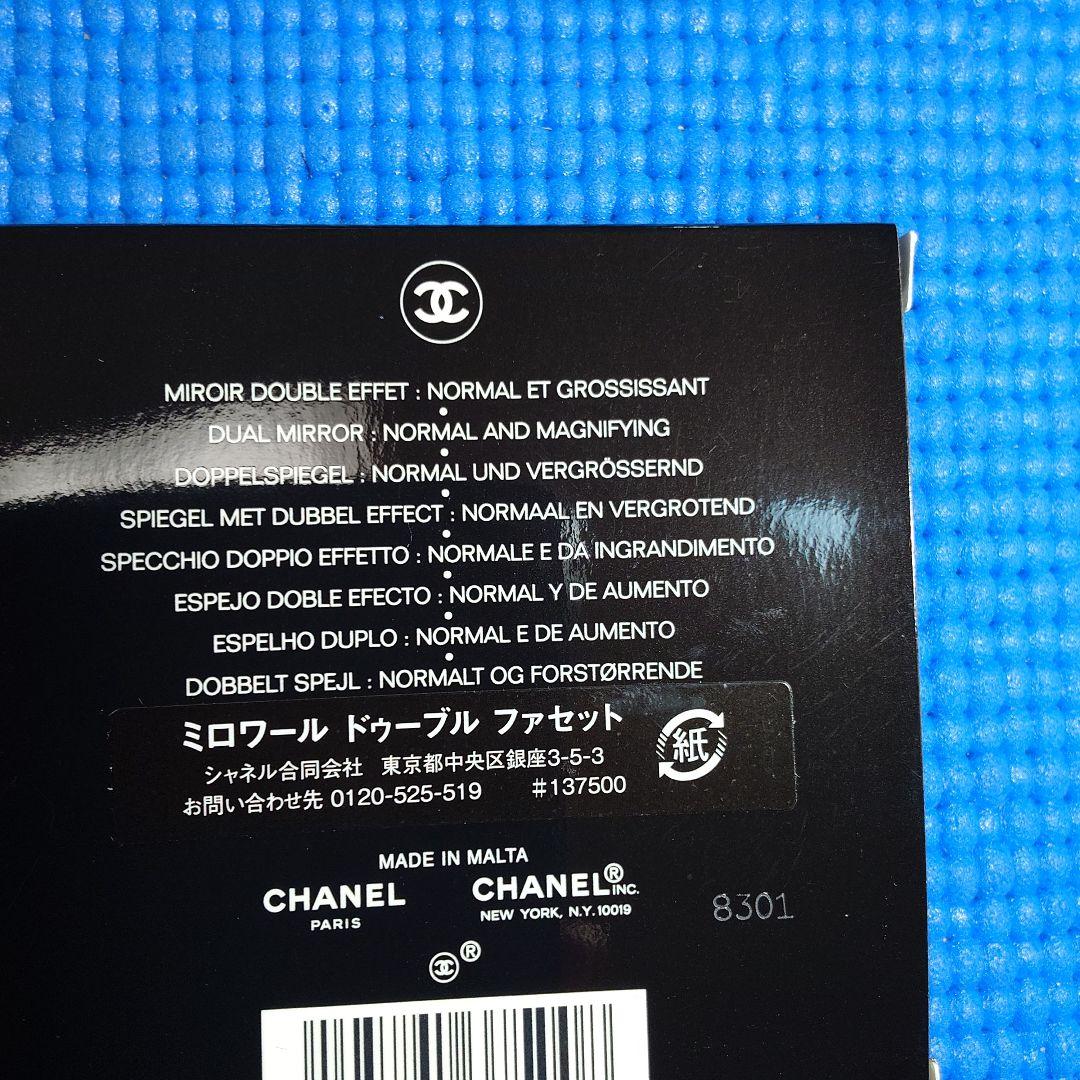 MIROIR DOUBLE EFFET : NORMAL ET GROSSISSANT
DUAL MIRROR : NORMAL AND MAGNIFYING
DOPPELSPIEGEL : NORMAL UND VERGRÖSSERND
SPIEGEL MET DUBBEL EFFECT : NORMAAL EN VERGROTEND
SPECCHIO DOPPIO EFFETTO : NORMALE E DA INGRANDIMENTO
ESPEJO DOBLE EFECTO : NORMAL Y DE AUMENTO
ESPELHO DUPLO : NORMAL E DE AUMENTO
DOBBELT SPEJL : NORMALT OG FORSTØRRENDE
ミロワール ドゥーブル ファセット
シャネル合同会社 東京都中央区銀座3-5-3
お問い合わせ先 0120-525-519 #137500
紙
MADE IN MALTA
CHANEL
PARIS
CHANEL® INC.
NEW YORK, N.Y. 10019
8301
®